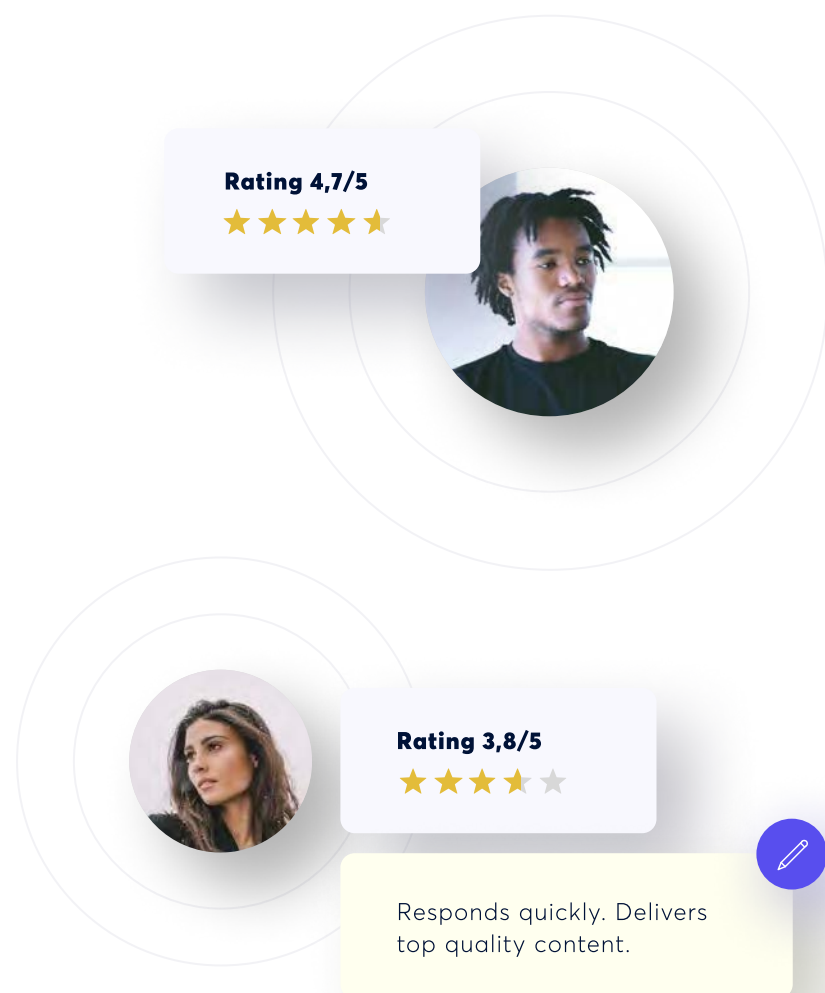 Rating 4,7/5
Rating 3,8/5
Responds quickly. Delivers
top quality content.